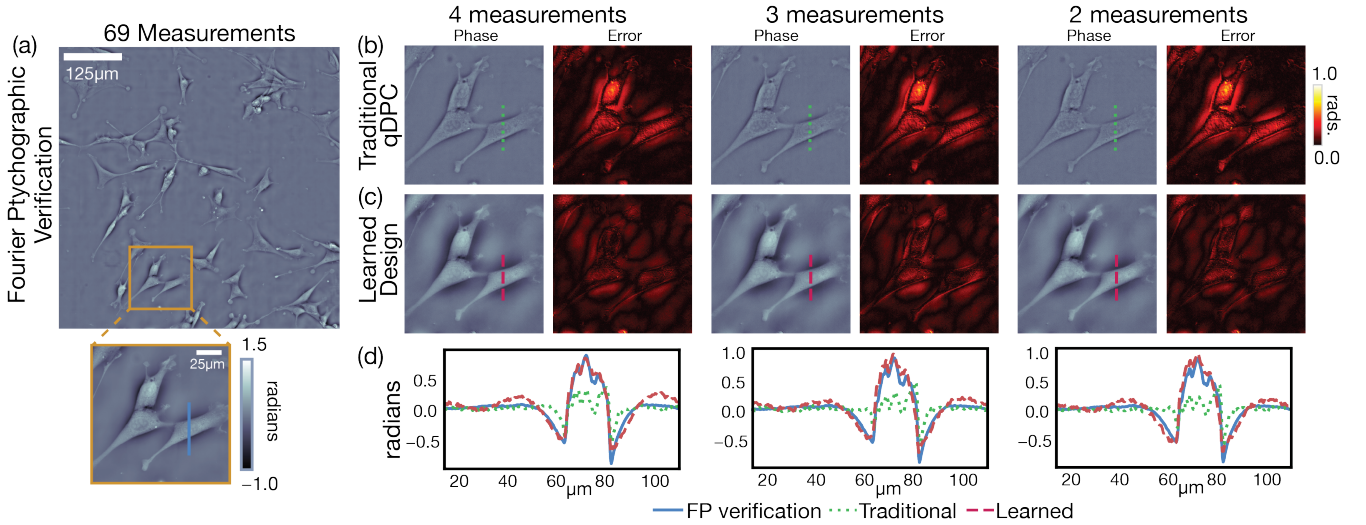 69 Measurements
4 measurements
3 measurements
2 measurements
(a)
Fourier Ptychographic
Verification
125µm
25µm
1.5
radians
−1.0
(b)
Phase
Error
Phase
Error
Phase
Error
Traditional
qDPC
1.0
rads.
0.0
(c)
Learned
Design
(d)
radians
0.5
0.0
−0.5
20
40
60
80
100
µm
1.0
0.5
0.0
−0.5
20
40
60
80
100
µm
1.0
0.5
0.0
−0.5
20
40
60
80
100
µm
FP verification
Traditional
Learned